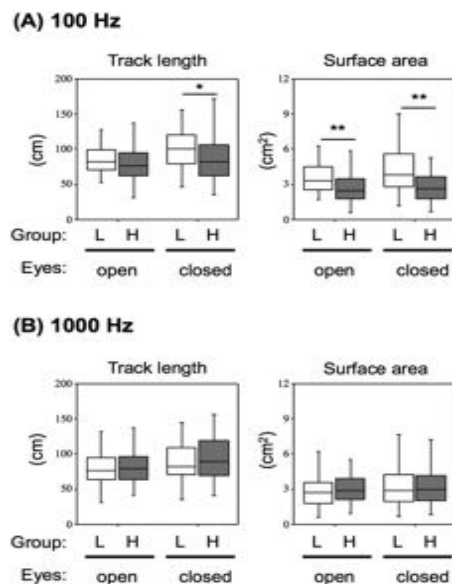 (A) 100 Hz
Track length
Surface area
200
150
100
50
0
(cm)
*
12
9
6
3
0
(cm²)
**
**
Group: L H L H L H L H
Eyes: open closed open closed
(B) 1000 Hz
Track length
Surface area
200
150
100
50
0
(cm)
12
9
6
3
0
(cm²)
Group: L H L H L H L H
Eyes: open closed open closed